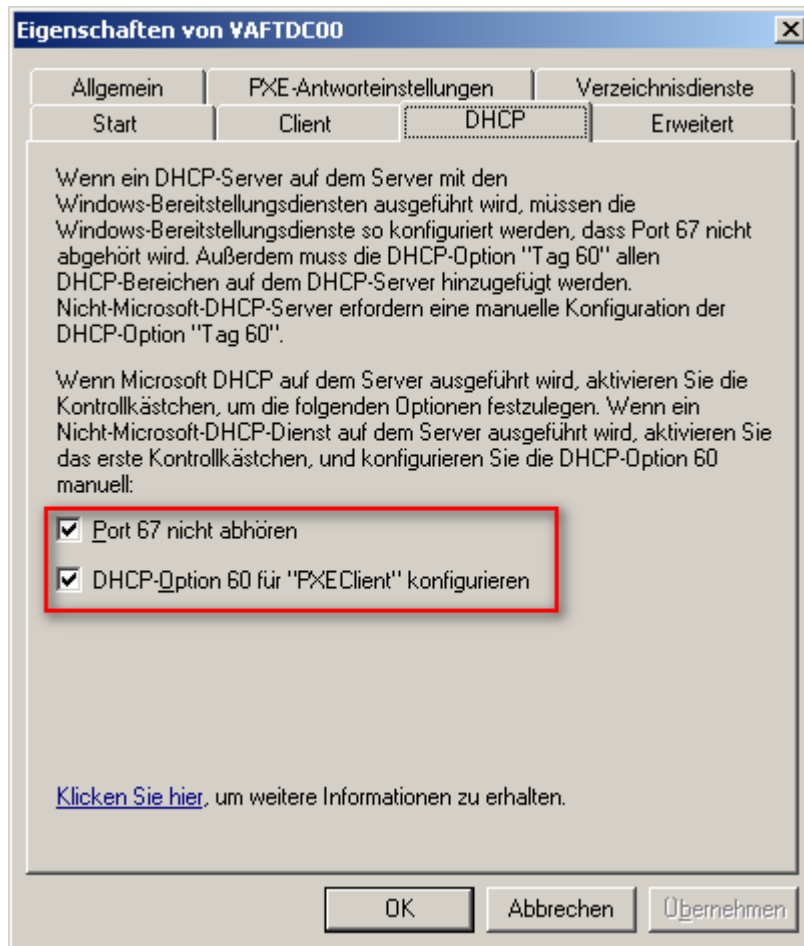 Eigenschaften von VAFTDC00
Allgemein
PXE-Antworteinstellungen
Verzeichnisdienste
Start
Client
DHCP
Erweitert
Wenn ein DHCP-Server auf dem Server mit den
Windows-Bereitstellungsdiensten ausgeführt wird, müssen die
Windows-Bereitstellungsdienste so konfiguriert werden, dass Port 67 nicht
abgehört wird. Außerdem muss die DHCP-Option "Tag 60" allen
DHCP-Bereichen auf dem DHCP-Server hinzugefügt werden.
Nicht-Microsoft-DHCP-Server erfordern eine manuelle Konfiguration der
DHCP-Option "Tag 60".
Wenn Microsoft DHCP auf dem Server ausgeführt wird, aktivieren Sie die
Kontrollkästchen, um die folgenden Optionen festzulegen. Wenn ein
Nicht-Microsoft-DHCP-Dienst auf dem Server ausgeführt wird, aktivieren Sie
das erste Kontrollkästchen, und konfigurieren Sie die DHCP-Option 60
manuell:
Port 67 nicht abhören
DHCP-Option 60 für "PXEClient" konfigurieren
Klicken Sie hier, um weitere Informationen zu erhalten.
OK
Abbrechen
Übernehmen